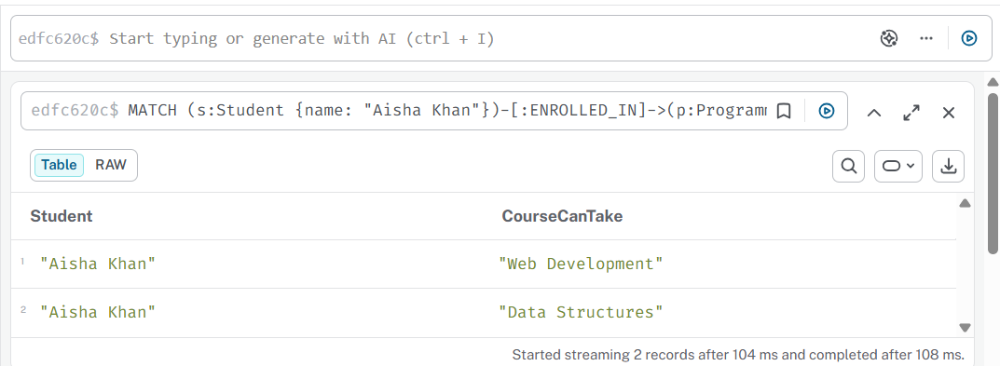 edfc620c$ Start typing or generate with AI (ctrl + I)
edfc620c$ MATCH (s:Student {name: "Aisha Khan"})-[:ENROLLED_IN]->(p:Program
Table RAW
Student CourseCanTake
1 "Aisha Khan" "Web Development"
2 "Aisha Khan" "Data Structures"
Started streaming 2 records after 104 ms and completed after 108 ms.